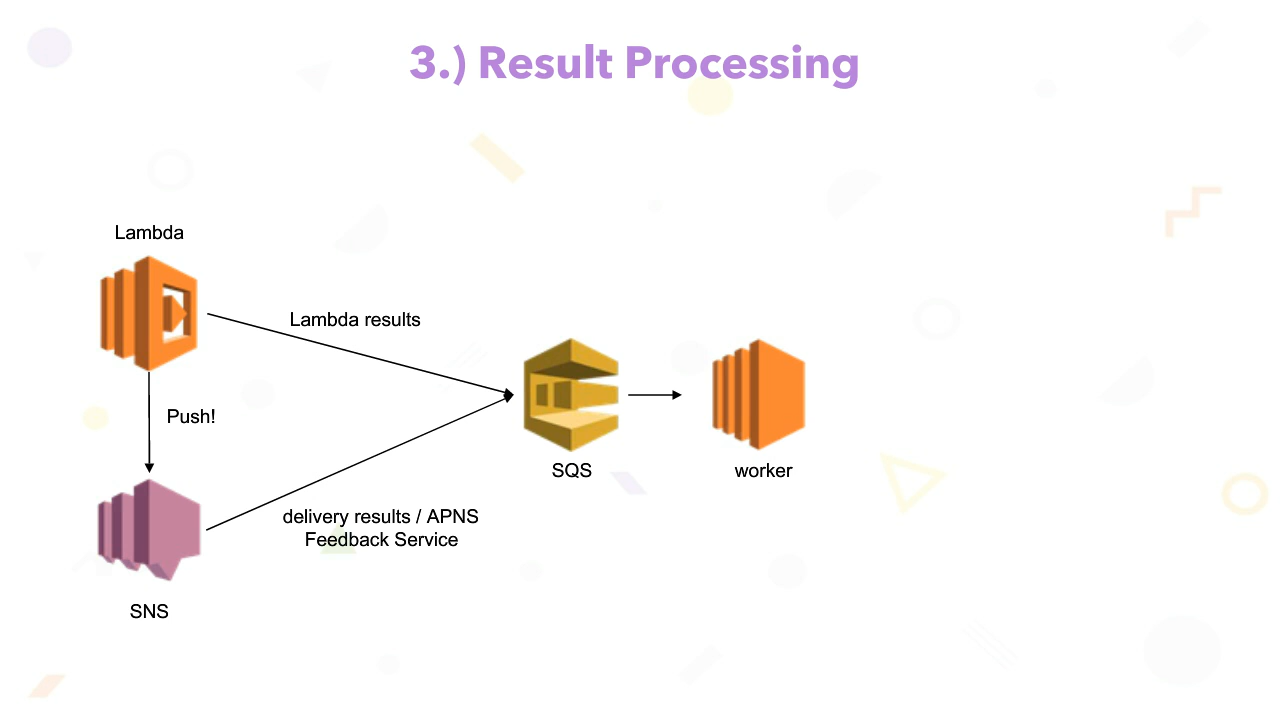 3.) Result Processing
Lambda
Lambda results
Push!
SQS
worker
delivery results / APNS
Feedback Service
SNS